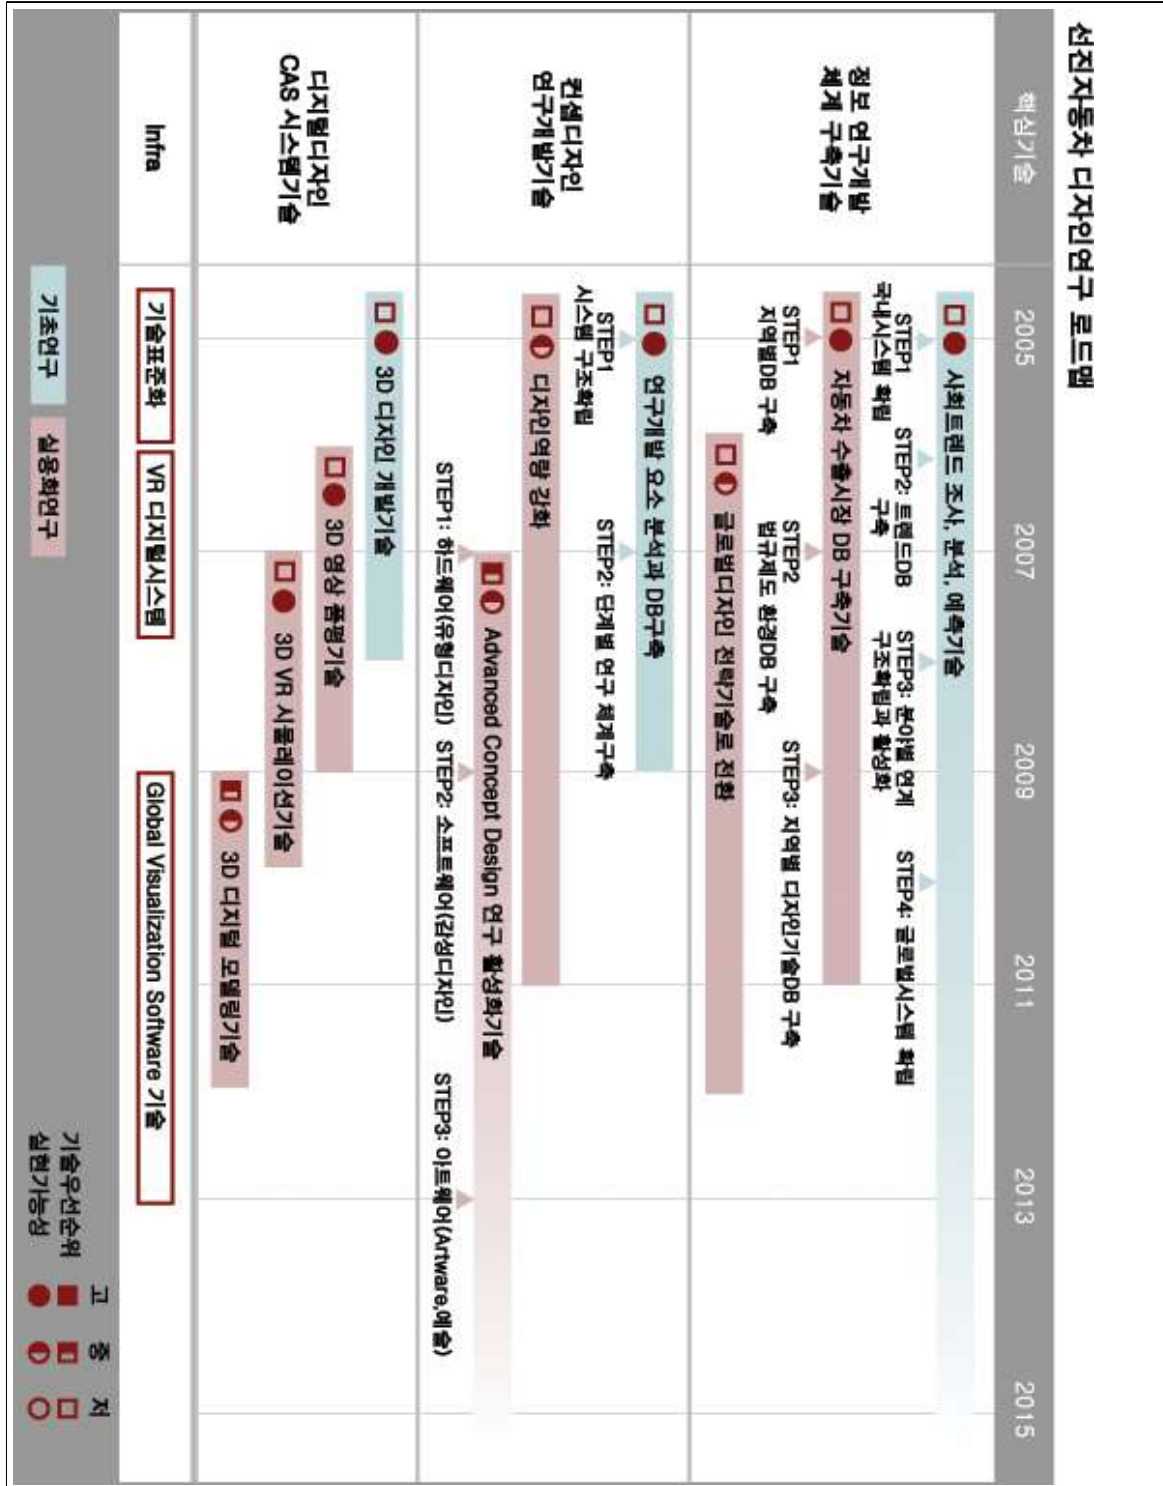 선진자동차 디자인연구 로드맵
핵심기술
2005
2007
2009
2011
2013
2015
정보 연구개발
체계 구축기술
사회트렌드 조사, 분석, 예측기술
STEP1
국내시스템 확립
STEP2: 트렌드DB
구축
STEP3: 분야별 연계
구조확립과 활성화
STEP4: 글로벌시스템 확립
자동차 수출시장 DB 구축기술
STEP1
지역별DB 구축
STEP2
법규제도 환경DB 구축
STEP3: 지역별 디자인기술DB 구축
글로벌디자인 전략기술로 전환
컨셉디자인
연구개발기술
연구개발 요소 분석과 DB구축
STEP1
시스템 구조확립
STEP2: 단계별 연구 체계구축
디자인역량 강화
Advanced Concept Design 연구 활성화기술
STEP1: 하드웨어(유형디자인)
STEP2: 소프트웨어(감성디자인)
STEP3: 아트웨어(Artware,예술)
디지털디자인
CAS 시스템기술
3D 디자인 개발기술
3D 영상 품평기술
3D VR 시뮬레이션기술
3D 디지털 모델링기술
Infra
기술표준화
VR 디지털시스템
Global Visualization Software 기술
기초연구
실용화연구
고
중
저
기술우선순위
실현가능성